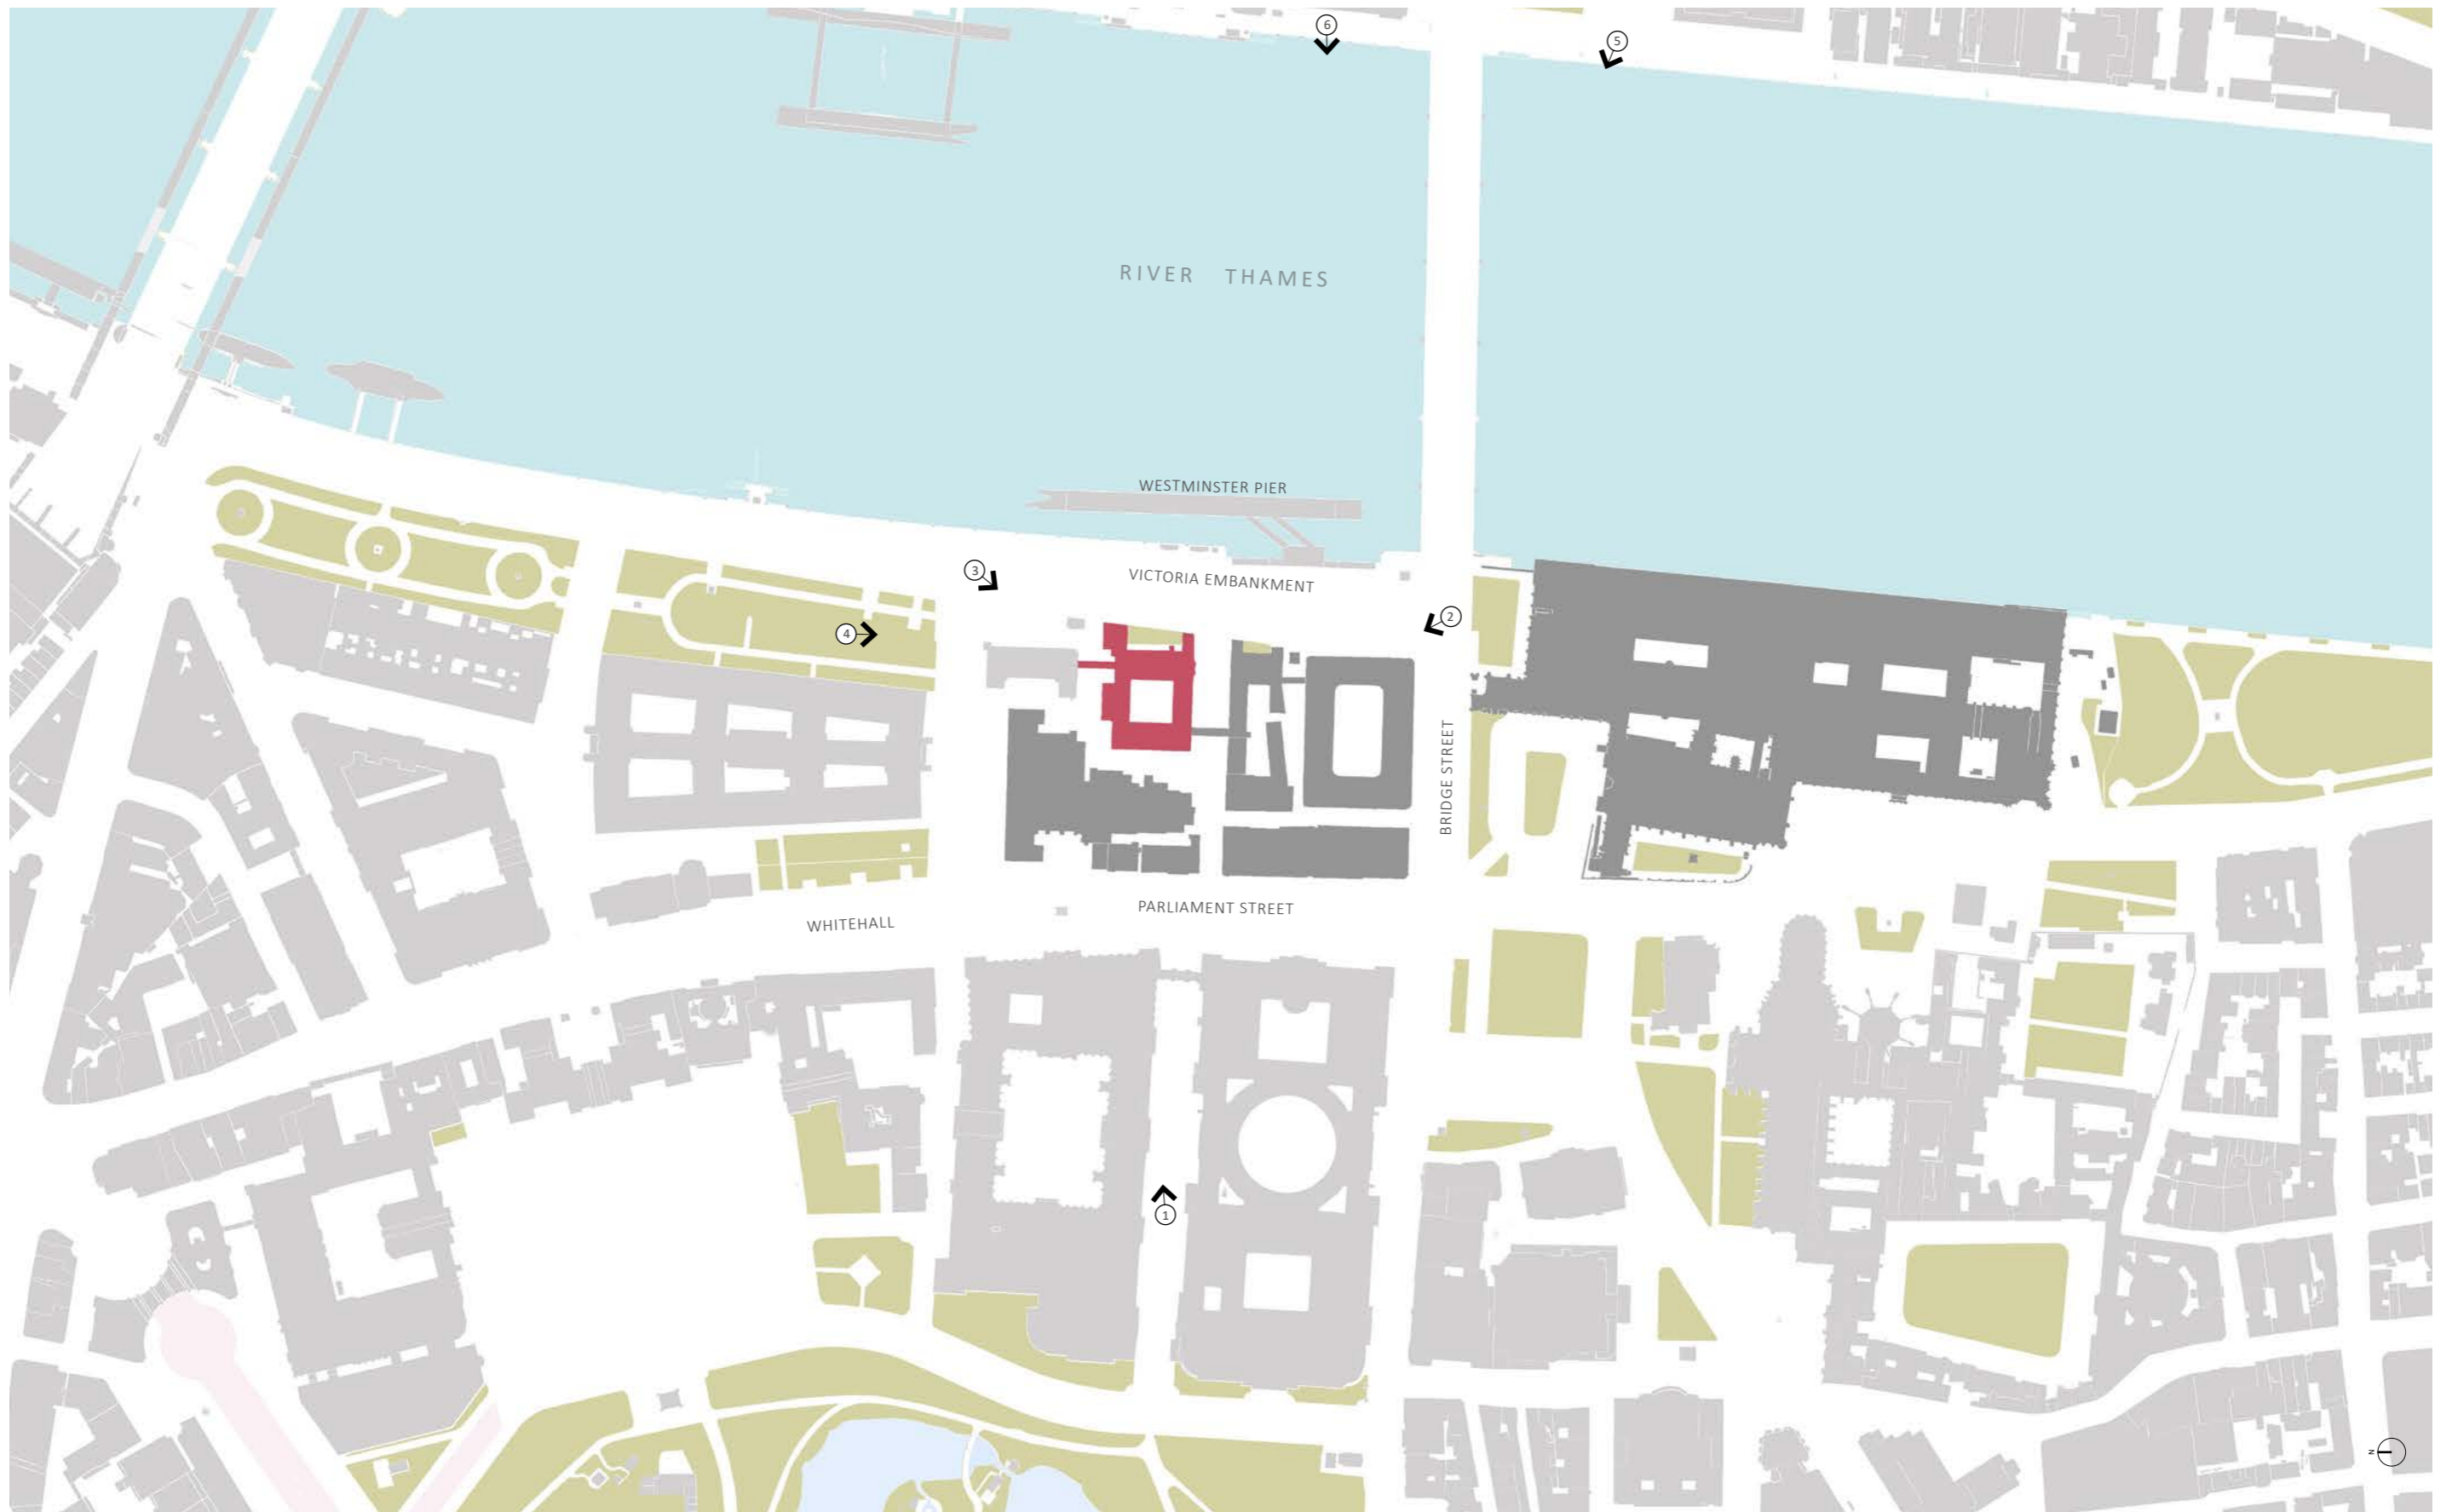 6
5
RIVER THAMES
WESTMINSTER PIER
3
VICTORIA EMBANKMENT
2
4
BRIDGE STREET
PARLIAMENT STREET
WHITEHALL
1
N